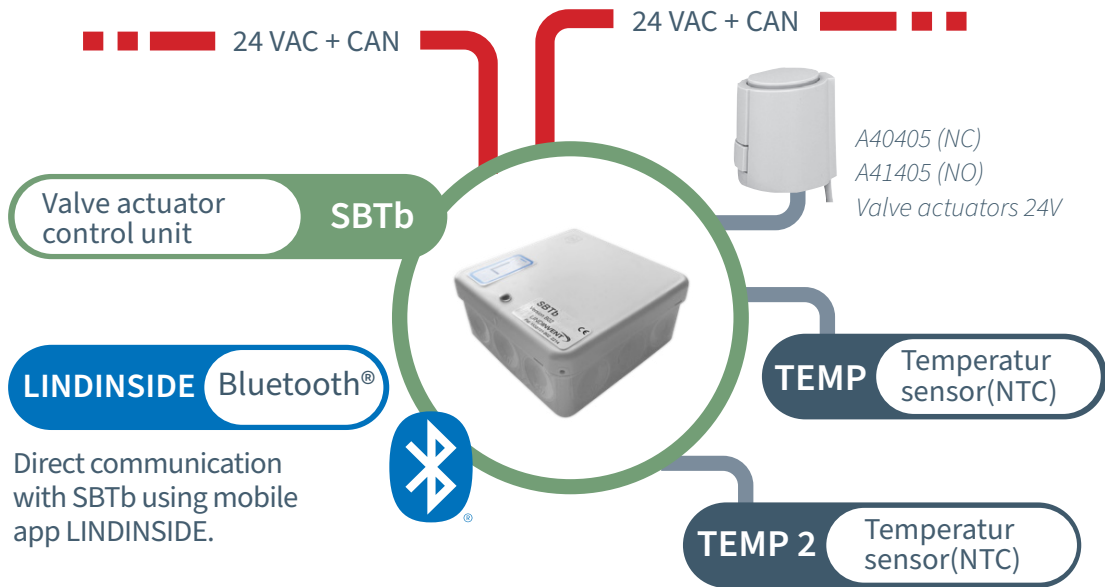 24 VAC + CAN
24 VAC + CAN
A40405 (NC)
A41405 (NO)
Valve actuators 24V
Valve actuator
control unit
SBTb
SBTb
LINDINVENT
CE
TEMP
Temperatur
sensor(NTC)
LINDINSIDE
Bluetooth®
Direct communication
with SBTb using mobile
app LINDINSIDE.
®
TEMP 2
Temperatur
sensor(NTC)